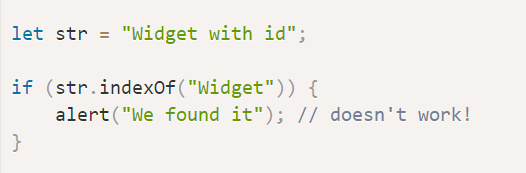 let str = "Widget with id";
if (str.indexOf("Widget")) {
    alert("We found it"); // doesn't work!
}